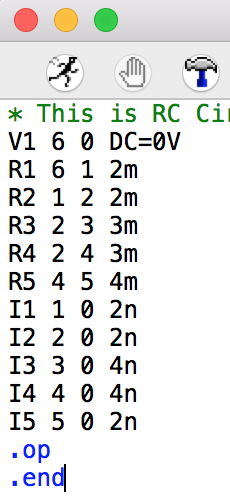 * This is RC
V1 6 0 DC=0V
R1 6 1 2m
R2 1 2 2m
R3 2 3 3m
R4 2 4 3m
R5 4 5 4m
I1 1 0 2n
I2 2 0 2n
I3 3 0 4n
I4 4 0 4n
I5 5 0 2n
.op
.end